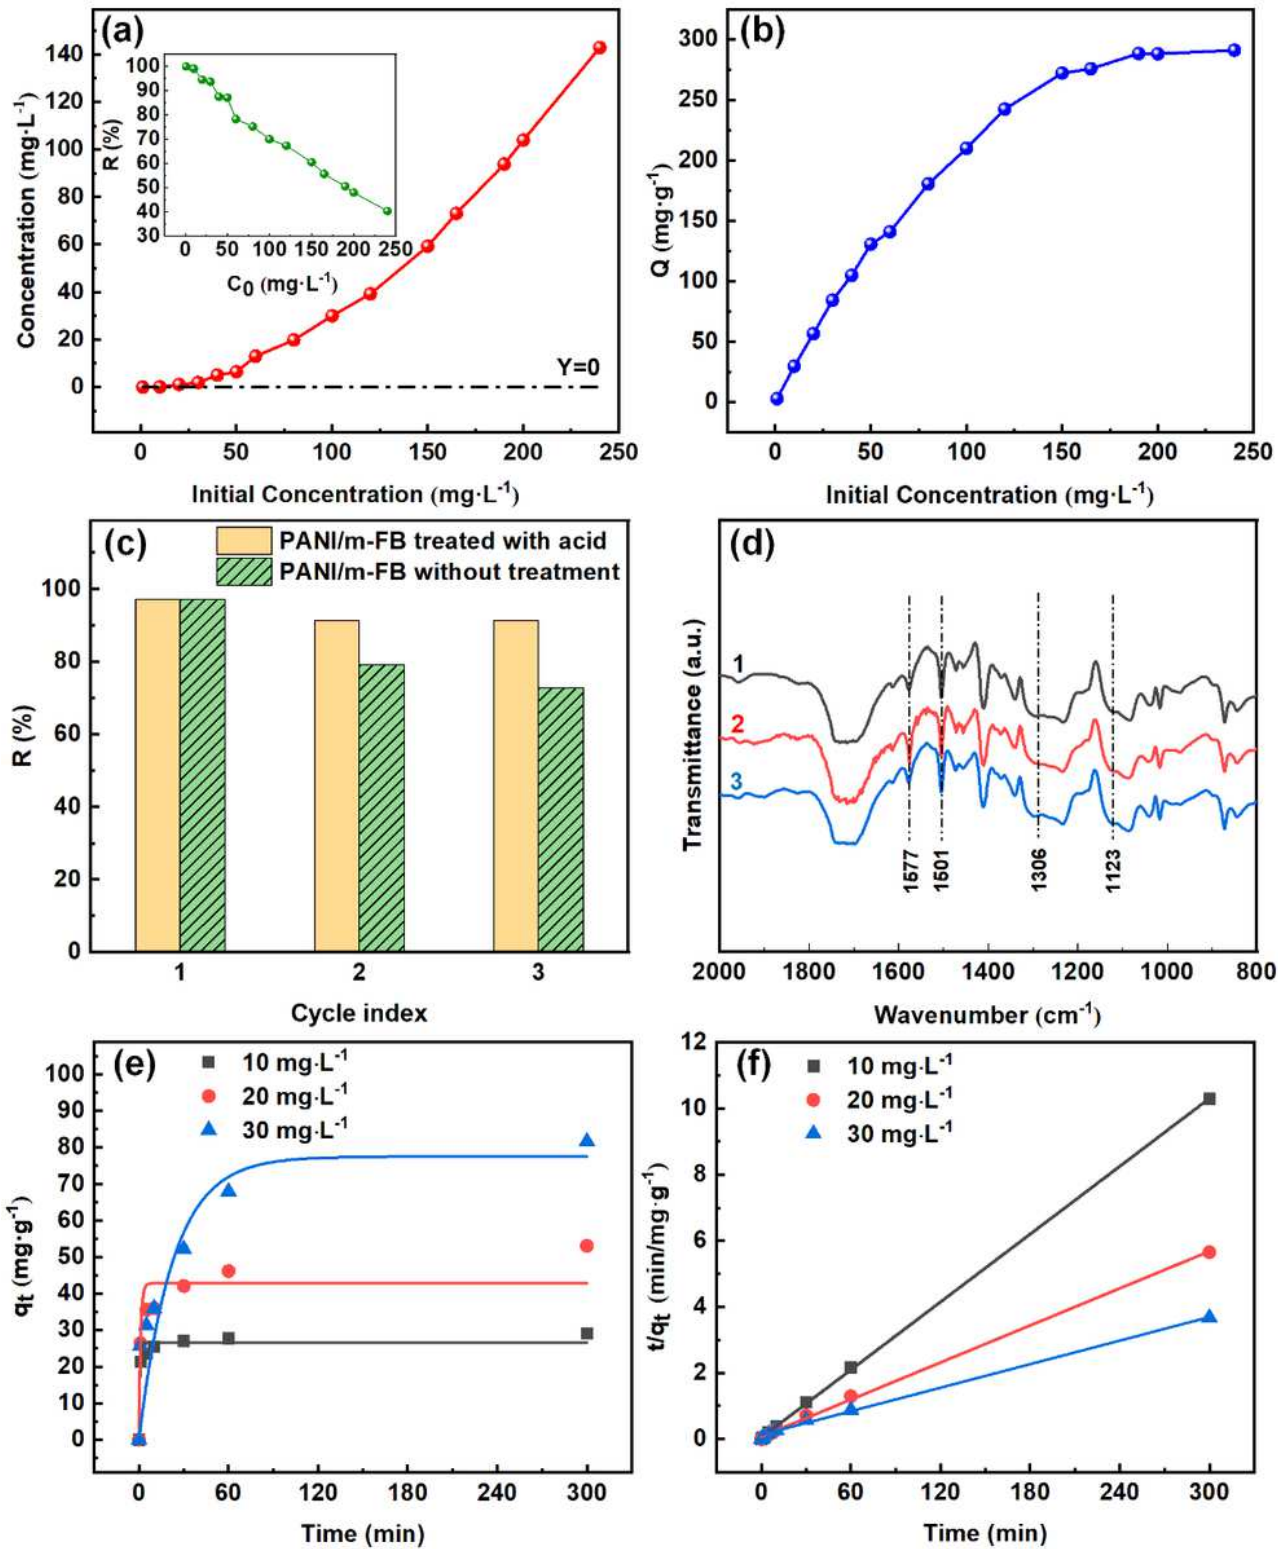 (a)
140
120
100
80
60
40
20
0
Concentration (mg·L-1)
100
90
80
70
60
50
40
30
R (%)
0 50 100 150 200 250
C0 (mg·L-1)
Y=0
0 50 100 150 200 250
Initial Concentration (mg·L-1)
(b)
300
250
200
150
100
50
0
Q (mg·g-1)
0 50 100 150 200 250
Initial Concentration (mg·L-1)
(c)
PANI/m-FB treated with acid
PANI/m-FB without treatment
100
80
60
40
20
0
R (%)
1 2 3
Cycle index
(d)
1
2
3
1577 1501 1306 1123
Transmittance (a.u.)
2000 1800 1600 1400 1200 1000 800
Wavenumber (cm-1)
(e)
10 mg·L-1
20 mg·L-1
30 mg·L-1
100
90
80
70
60
50
40
30
20
10
0
qt (mg·g-1)
0 60 120 180 240 300
Time (min)
(f)
10 mg·L-1
20 mg·L-1
30 mg·L-1
12
10
8
6
4
2
0
t/qt (min/mg·g-1)
0 60 120 180 240 300
Time (min)